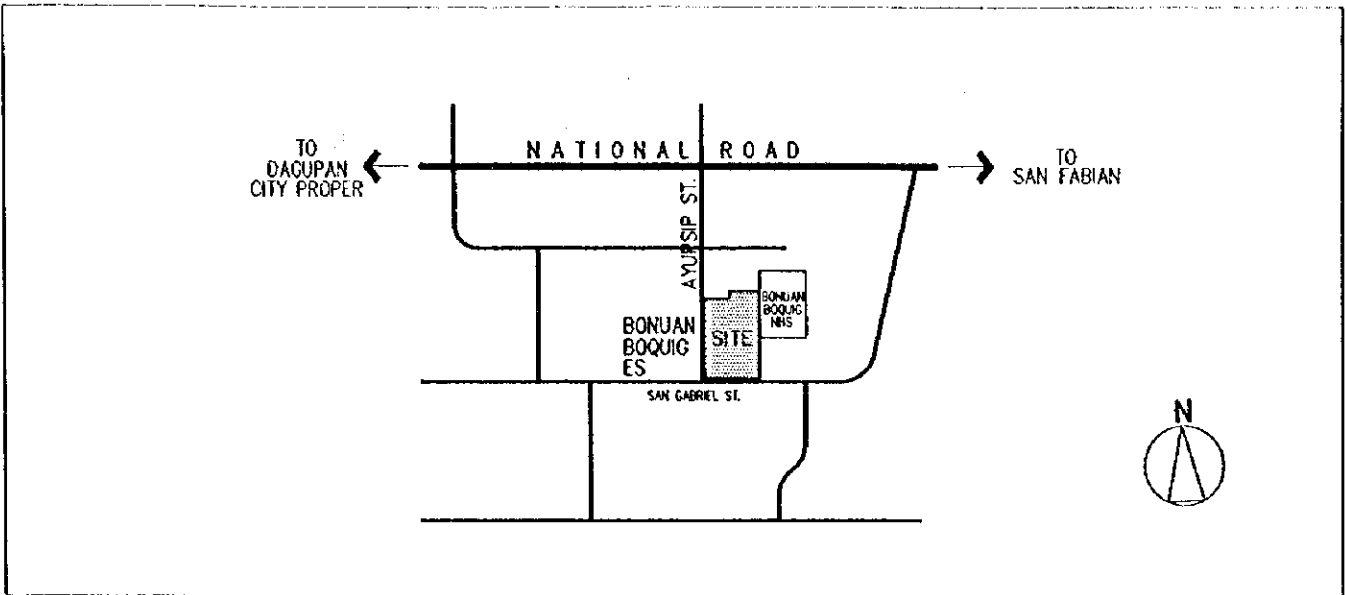 NATIONAL ROAD
TO
DAGUPAN
CITY PROPER
TO
SAN FABIAN
AYUPSIP ST.
BONUAN
BOQUIG
NHS
BONUAN
BOQUIG
ES
SITE
SAN GABRIEL ST.
N